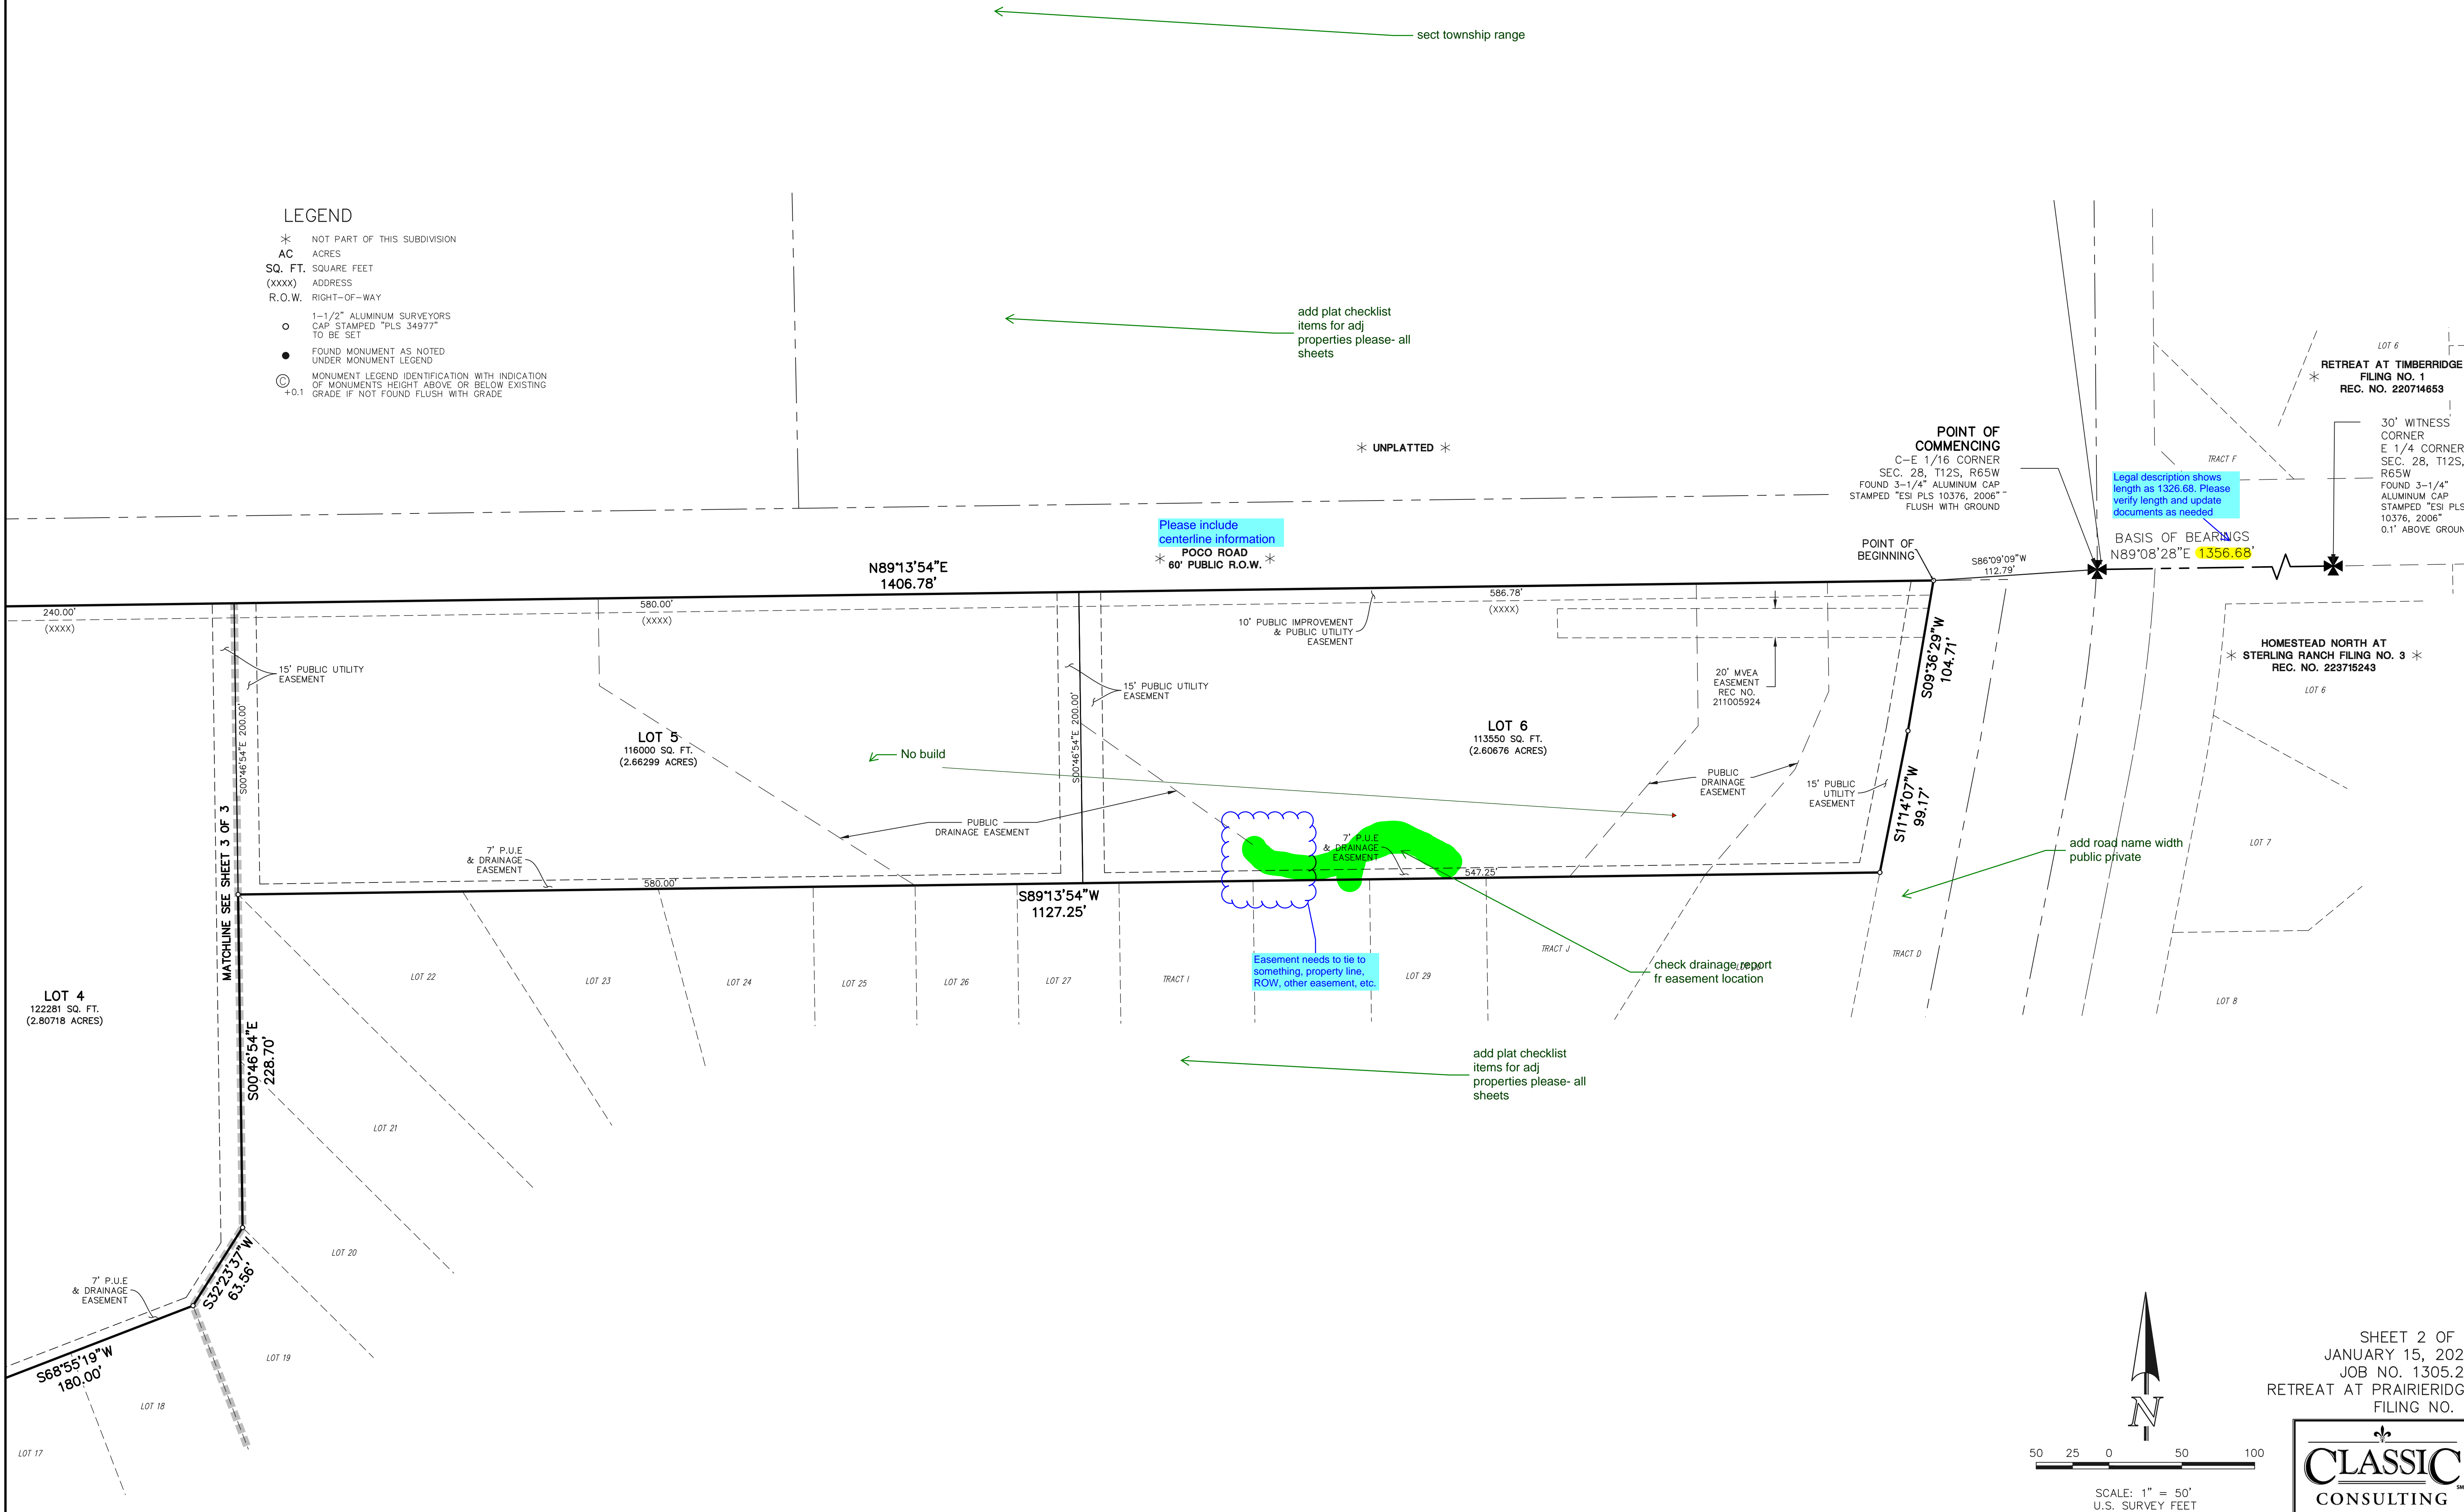 sect township range
LEGEND
NOT PART OF THIS SUBDIVISION
AC ACRES
SQ. FT. SQUARE FEET
(XXXX) ADDRESS
R.O.W. RIGHT-OF-WAY
1-1/2" ALUMINUM SURVEYORS
CAP STAMPED "PLS 34977"
TO BE SET
FOUND MONUMENT AS NOTED
UNDER MONUMENT LEGEND
MONUMENT LEGEND IDENTIFICATION WITH INDICATION
OF MONUMENTS HEIGHT ABOVE OR BELOW EXISTING
GRADE IF NOT FOUND FLUSH WITH GRADE
Ⓒ
+0.1
add plat checklist
items for adj
properties please- all
sheets
UNPLATTED
LOT 6
RETREAT AT TIMBERRIDGE
FILING NO. 1
REC. NO. 220714653
30' WITNESS
CORNER
E 1/4 CORNER
SEC. 28, T12S,
R65W
FOUND 3-1/4"
ALUMINUM CAP
STAMPED "ESI PLS
10376, 2006"
0.1' ABOVE GROUN
POINT OF
COMMENCING
C-E 1/16 CORNER
SEC. 28, T12S, R65W
FOUND 3-1/4" ALUMINUM CAP
STAMPED "ESI PLS 10376, 2006"
FLUSH WITH GROUND
TRACT F
Legal description shows
length as 1326.68. Please
verify length and update
documents as needed
BASIS OF BEARINGS
N89°08'28"E 1356.68'
Please include
centerline information
POCO ROAD
60' PUBLIC R.O.W.
POINT OF
BEGINNING
S86°09'09"W
112.79'
N89°13'54"E
1406.78'
240.00'
(XXXX)
580.00'
(XXXX)
586.78'
(XXXX)
10' PUBLIC IMPROVEMENT
& PUBLIC UTILITY
EASEMENT
15' PUBLIC UTILITY
EASEMENT
15' PUBLIC UTILITY
EASEMENT
20' MVEA
EASEMENT
REC NO.
211005924
S09°36'29"W
104.71'
HOMESTEAD NORTH AT
STERLING RANCH FILING NO. 3
REC. NO. 223715243
LOT 6
S00°46'54"E 200.00'
LOT 5
116000 SQ. FT.
(2.66299 ACRES)
S00°46'54"E 200.00'
LOT 6
113550 SQ. FT.
(2.60676 ACRES)
No build
PUBLIC
DRAINAGE
EASEMENT
15' PUBLIC
UTILITY
EASEMENT
S11°14'07"W
99.17'
PUBLIC
DRAINAGE EASEMENT
7' P.U.E
& DRAINAGE
EASEMENT
7' P.U.E
& DRAINAGE
EASEMENT
add road name width
public private
LOT 7
MATCHLINE SEE SHEET 3 OF 3
580.00'
S89°13'54"W
1127.25'
547.25'
LOT 22
LOT 23
LOT 24
LOT 25
LOT 26
LOT 27
TRACT I
Easement needs to tie to
something, property line,
ROW, other easement, etc.
LOT 29
TRACT J
check drainage report
fr easement location
TRACT D
LOT 8
LOT 4
122281 SQ. FT.
(2.80718 ACRES)
S00°46'54"E
228.70'
add plat checklist
items for adj
properties please- all
sheets
LOT 21
LOT 20
7' P.U.E
& DRAINAGE
EASEMENT
S32°23'37"W
63.56'
S68°55'19"W
180.00'
LOT 19
LOT 18
LOT 17
N
50 25 0 50 100
SCALE: 1" = 50'
U.S. SURVEY FEET
SHEET 2 OF
JANUARY 15, 202
JOB NO. 1305.2
RETREAT AT PRAIRIERIDG
FILING NO.
CLASSIC
CONSULTING
SM